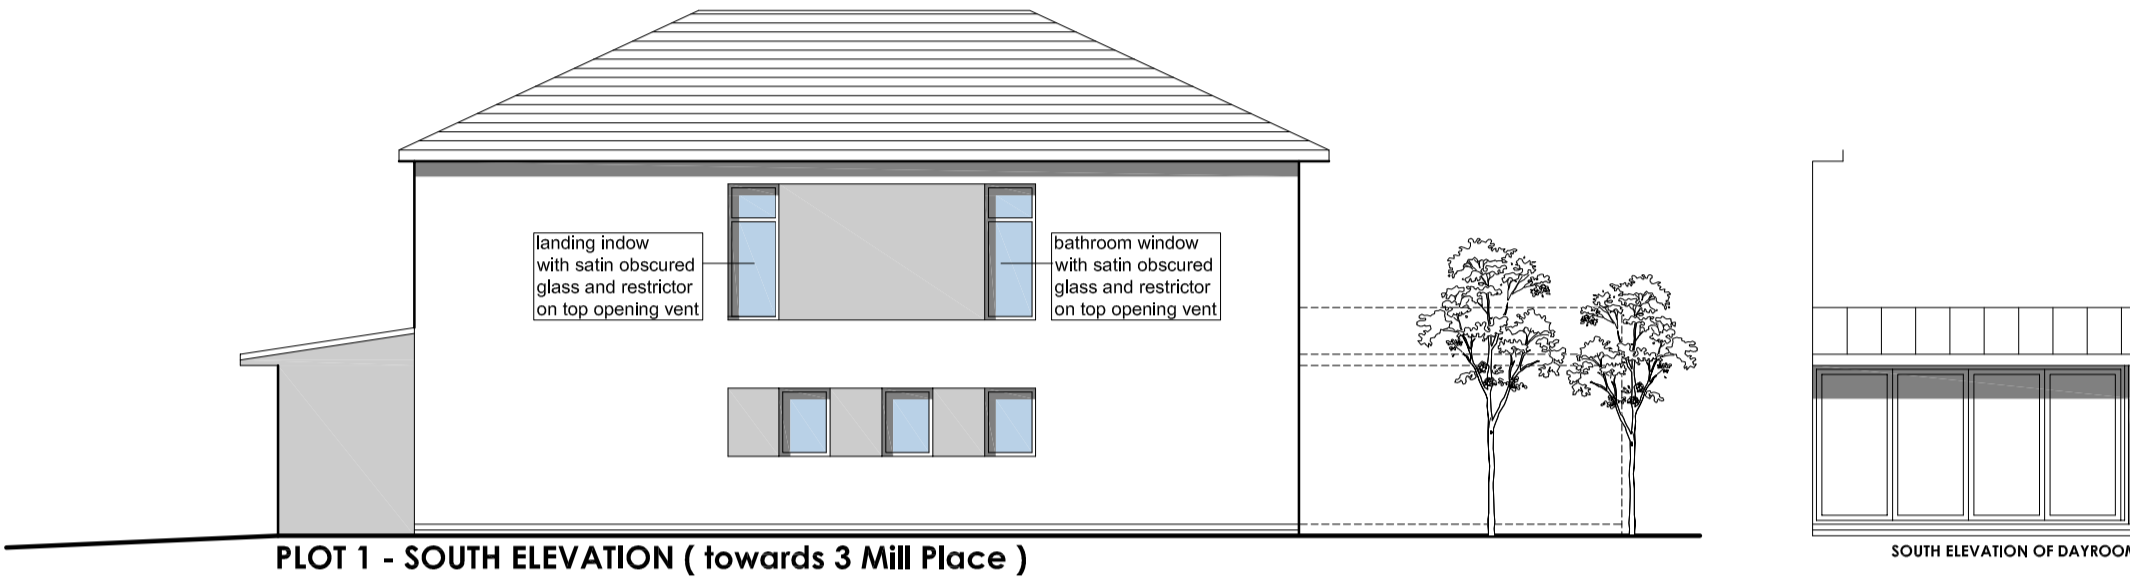 landing indow
with satin obscured
glass and restrictor
on top opening vent
bathroom window
with satin obscured
glass and restrictor
on top opening vent
PLOT 1 - SOUTH ELEVATION ( towards 3 Mill Place )
SOUTH ELEVATION OF DAYROOM